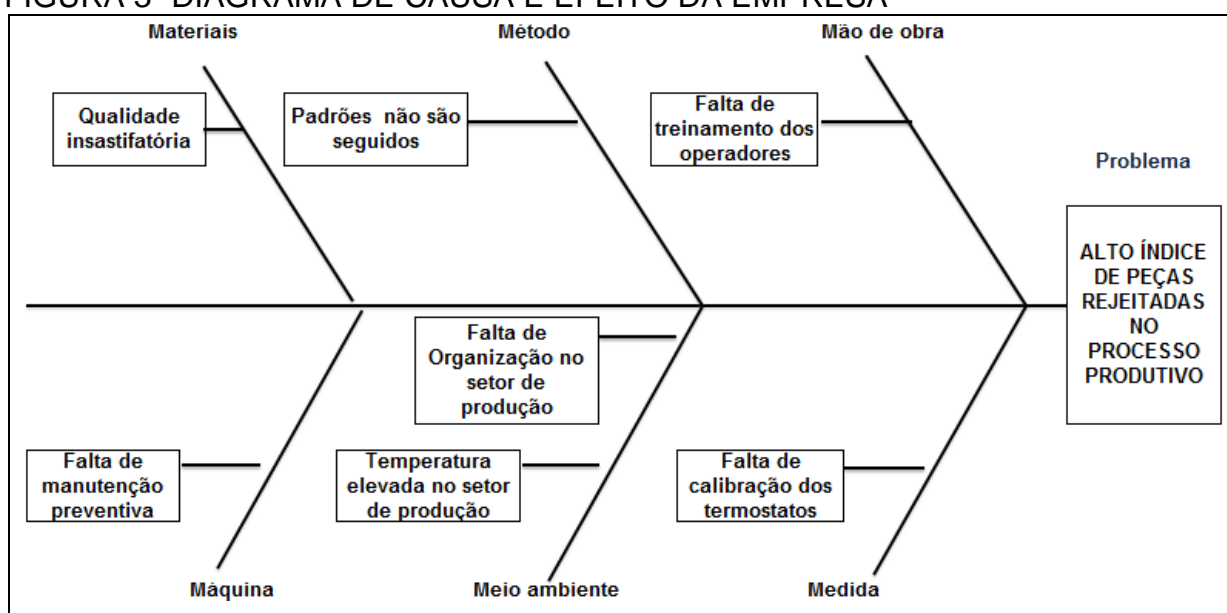 FIGURA 5- DIAGRAMA DE CAUSA E EFEITO DA EMPRESA
Materiais
Método
Mão de obra
Qualidade
insastifatória
Padrões não são
seguidos
Falta de
treinamento dos
operadores
Problema
ALTO ÍNDICE
DE PEÇAS
REJEITADAS
NO
PROCESSO
PRODUTIVO
Falta de
Organização no
setor de
produção
Falta de
manutenção
preventiva
Temperatura
elevada no setor
de produção
Falta de
calibração dos
termostatos
Máquina
Meio ambiente
Medida